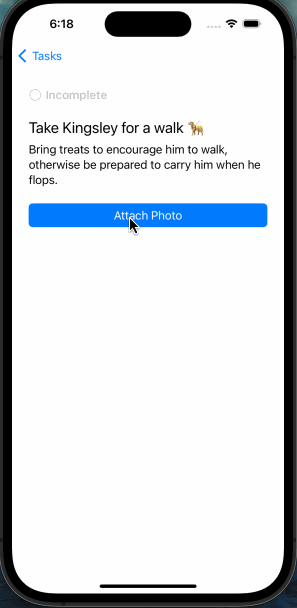 6:18
Tasks
Incomplete
Take Kingsley for a walk 🦮
Bring treats to encourage him to walk,
otherwise be prepared to carry him when he
flops.
Attach Photo